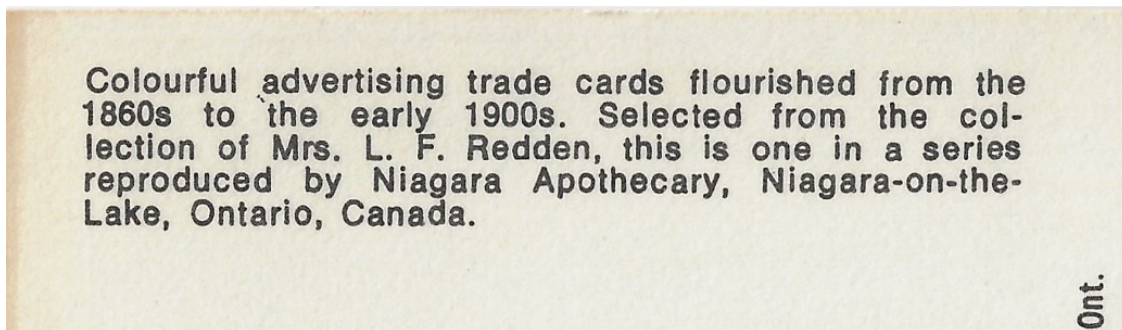 Colourful advertising trade cards flourished from the
1860s to the early 1900s. Selected from the col-
lection of Mrs. L. F. Redden, this is one in a series
reproduced by Niagara Apothecary, Niagara-on-the-
Lake, Ontario, Canada.
Ont.